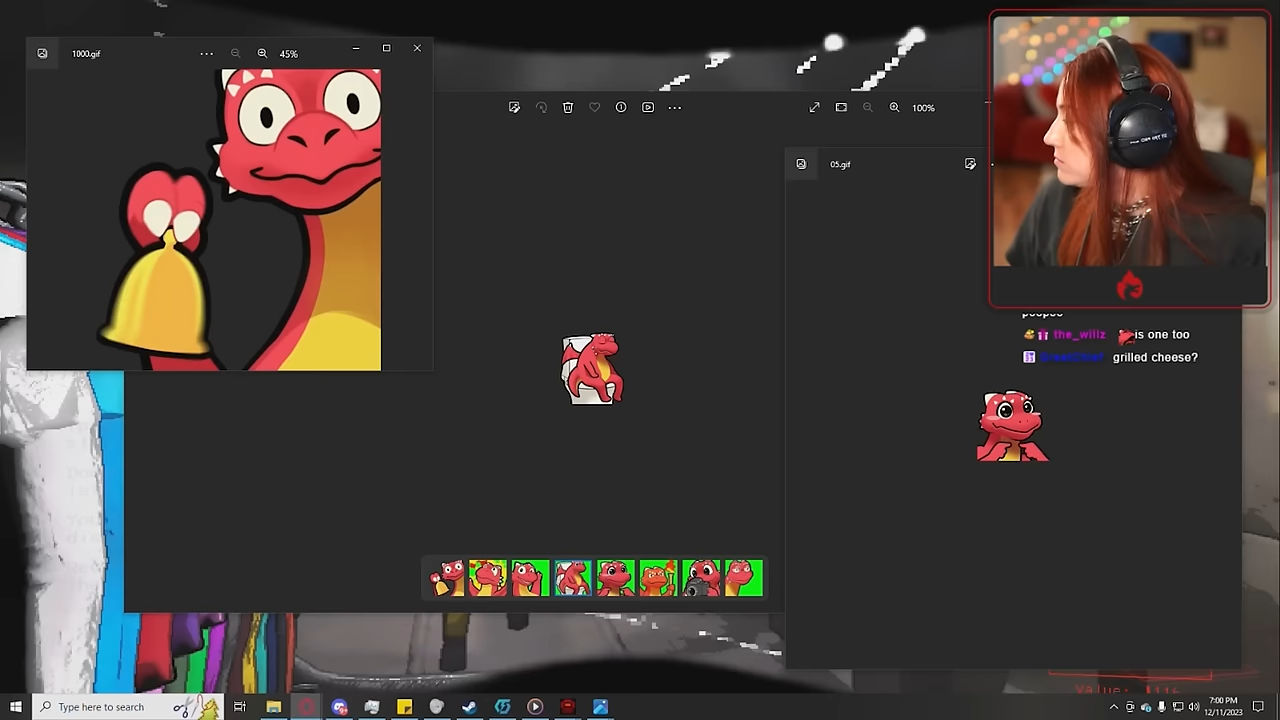 1000.gif
45%
100%
05.gif
the_willz is one too
grilled cheese?
Type here to search
7:00 PM
12/11/2023